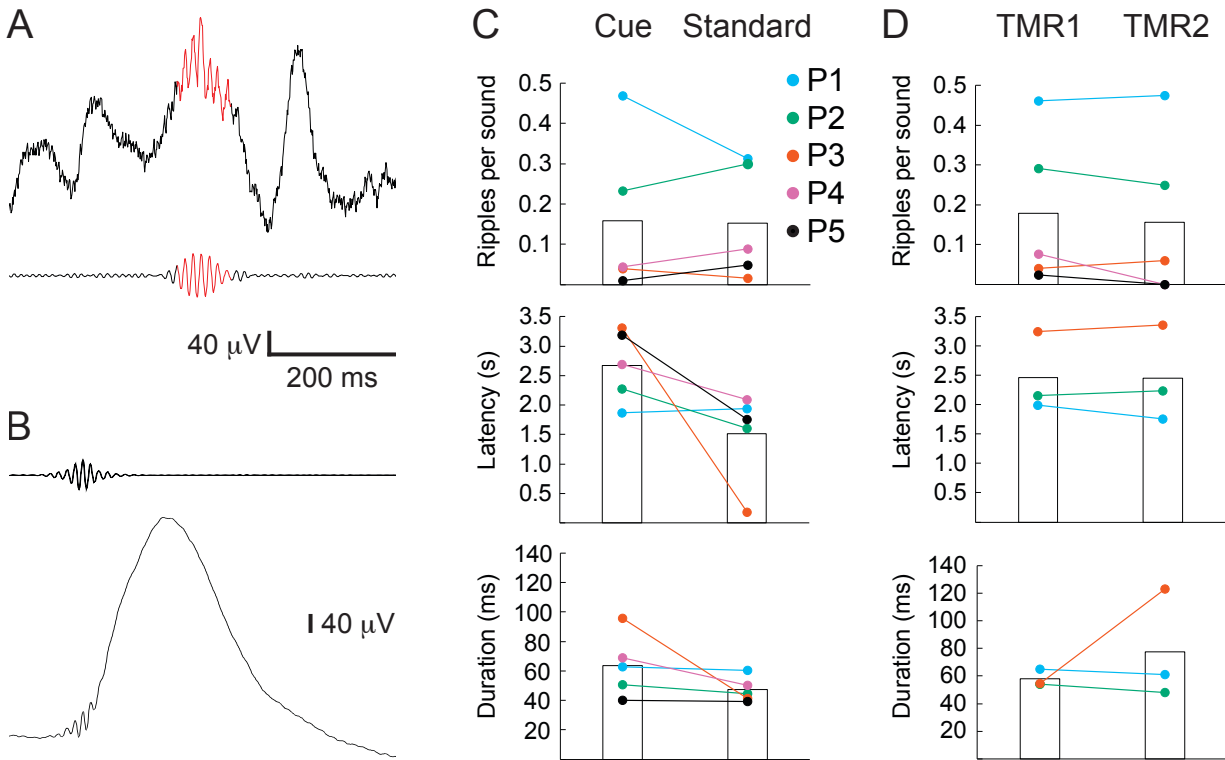 A
40 μV
200 ms
B
40 μV
C
Cue Standard
Ripples per sound
0.5
0.4
0.3
0.2
0.1
P1
P2
P3
P4
P5
Latency (s)
3.5
3.0
2.5
2.0
1.5
1.0
0.5
Duration (ms)
140
120
100
80
60
40
20
D
TMR1 TMR2
Ripples per sound
0.5
0.4
0.3
0.2
0.1
Latency (s)
3.5
3.0
2.5
2.0
1.5
1.0
0.5
Duration (ms)
140
120
100
80
60
40
20